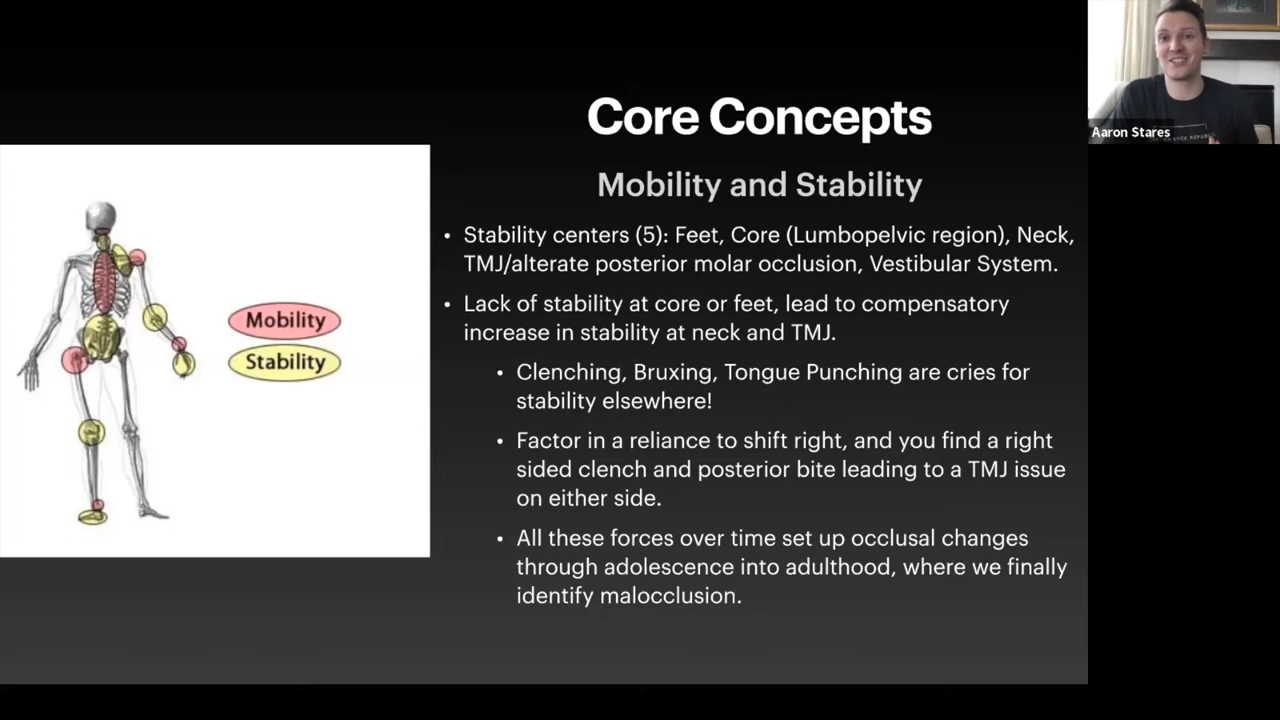 Core Concepts
Mobility and Stability
• Stability centers (5): Feet, Core (Lumbopelvic region), Neck,
TMJ/alterate posterior molar occlusion, Vestibular System.
• Lack of stability at core or feet, lead to compensatory
increase in stability at neck and TMJ.
• Clenching, Bruxing, Tongue Punching are cries for
stability elsewhere!
• Factor in a reliance to shift right, and you find a right
sided clench and posterior bite leading to a TMJ issue
on either side.
• All these forces over time set up occlusal changes
through adolescence into adulthood, where we finally
identify malocclusion.
Mobility
Stability
Aaron Stares